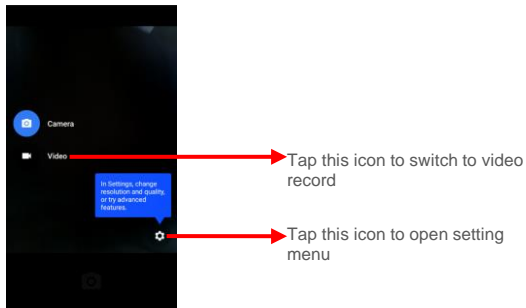 Camera
Video
Tap this icon to switch to video
record
In Settings, change
resolution and quality,
or try advanced
features.
Tap this icon to open setting
menu